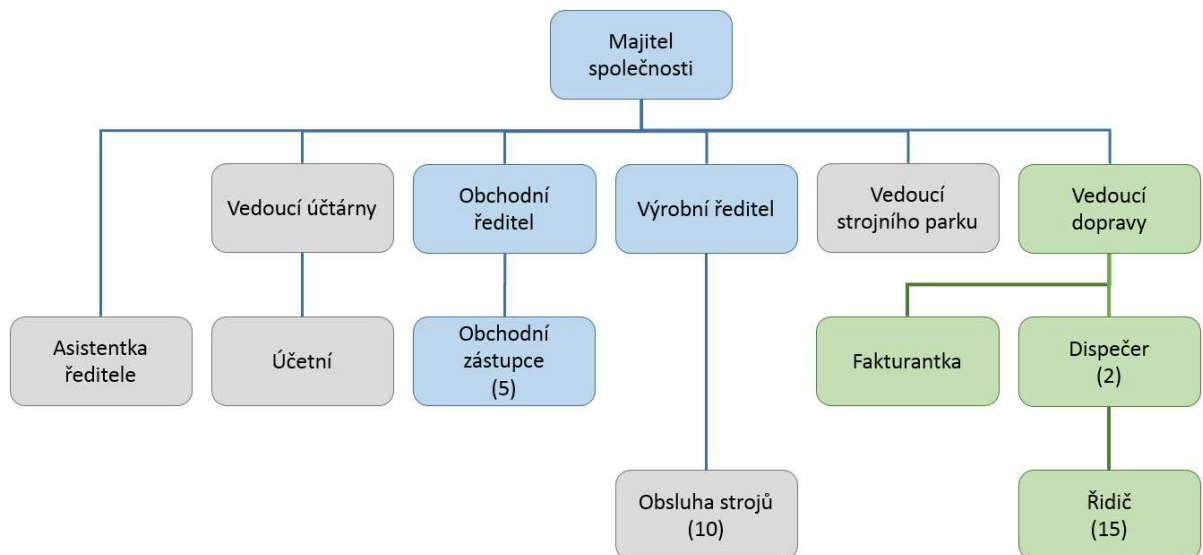 Majitel
společnosti
Vedoucí účtárny
Obchodní
ředitel
Výrobní ředitel
Vedoucí
strojního parku
Vedoucí
dopravy
Asistentka
ředitele
Účetní
Obchodní
zástupce
(5)
Fakturantka
Dispečer
(2)
Obsluha strojů
(10)
Řidič
(15)